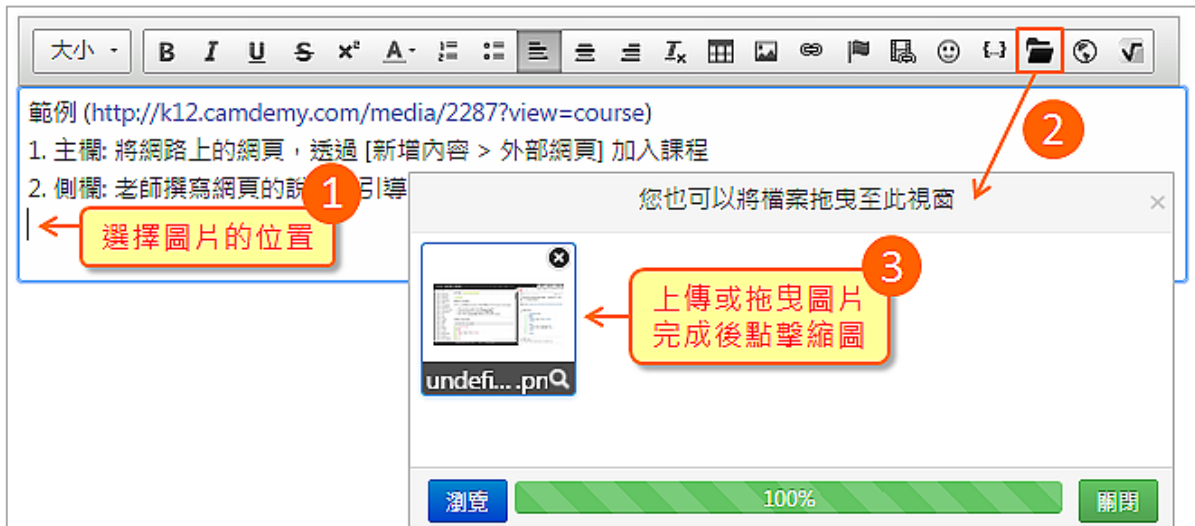 大小
B I U S x² A Ix
範例 (http://k12.camdemy.com/media/2287?view=course)
1. 主欄: 將網路上的網頁,透過 [新增內容 > 外部網頁] 加入課程
2. 側欄: 老師撰寫網頁的說 引導
1
選擇圖片的位置
2
您也可以將檔案拖曳至此視窗
×
3
上傳或拖曳圖片
完成後點擊縮圖
undefi... .pn
瀏覽
100%
關閉